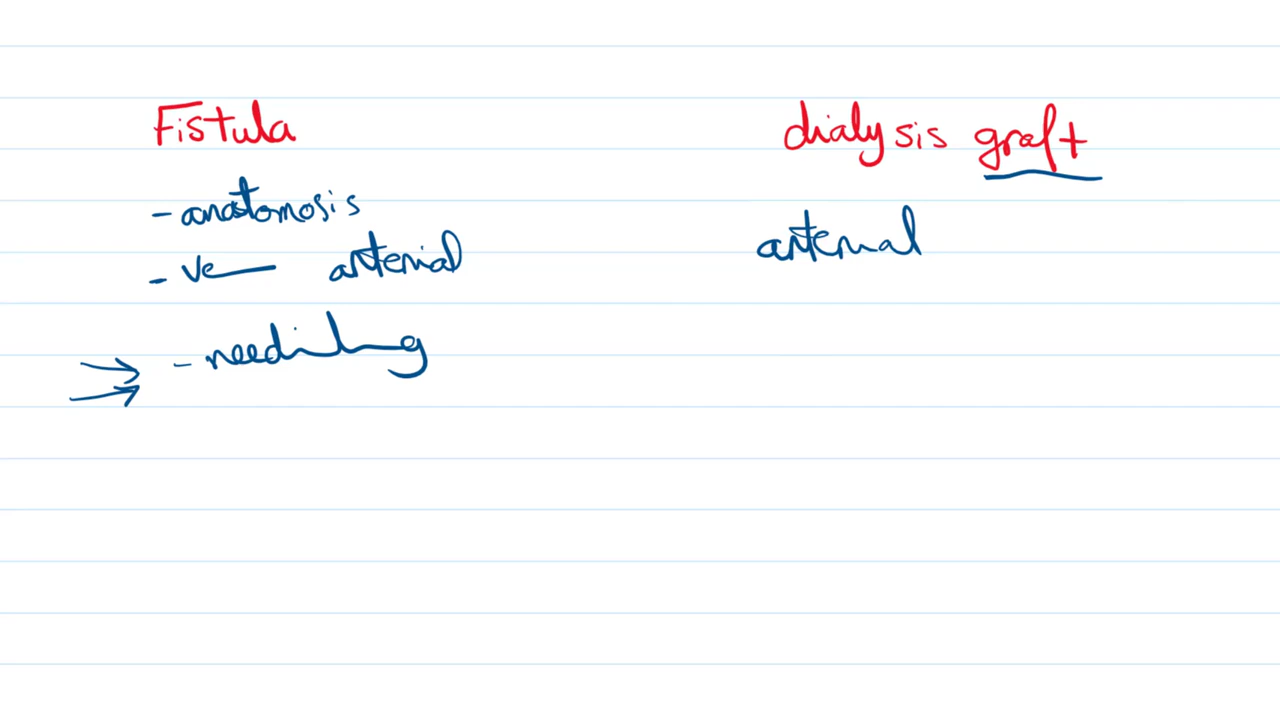 Fistula
- anastomosis
- ve arterial
- needling
dialysis graft
arterial